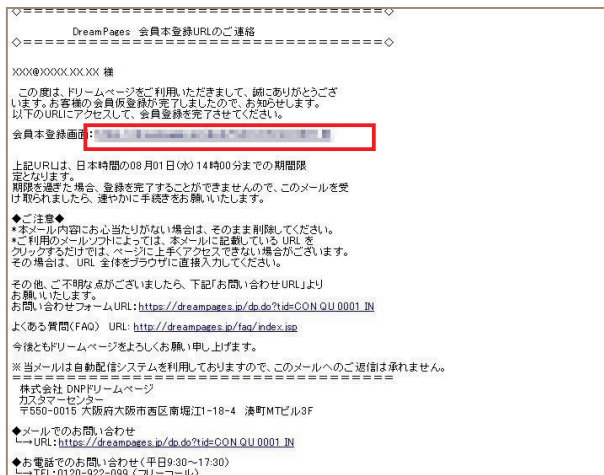 ◇===================================◇
DreamPages 会員本登録URLのご連絡
◇===================================◇
XXX@XXXX.XX.XX 様
この度は、ドリームページをご利用いただきまして、誠にありがとうござ
います。お客様の会員仮登録が完了しましたので、お知らせします。
以下のURLにアクセスして、会員登録を完了させてください。
会員本登録画面:
上記URLは、日本時間の08月01日(水)14時00分までの期間限
定となります。
期限を過ぎた場合、登録を完了することができませんので、このメールを受
け取られましたら、速やかに手続きをお願いいたします。
◆ご注意◆
*本メール内容にお心当たりがない場合は、そのまま削除してください。
*ご利用のメールソフトによっては、本メールに記載している URL を
クリックするだけでは、ページに上手くアクセスできない場合がございます。
その場合は、URL 全体をブラウザに直接入力してください。
その他、ご不明な点がございましたら、下記「お問い合わせURL」より
お願いいたします。
お問い合わせフォームURL:https://dreampages.jp/dp.do?tid=CON_QU_0001_IN
よくある質問(FAQ) URL: http://dreampages.jp/faq/index.jsp
今後ともドリームページをよろしくお願い申し上げます。
※当メールは自動配信システムを利用しておりますので、このメールへのご返信は承れません。
=====================================
株式会社 DNPドリームページ
カスタマーセンター
〒550-0015 大阪府大阪市西区南堀江1-18-4 湊町MTビル3F
◆メールでのお問い合わせ
└→URL:https://dreampages.jp/dp.do?tid=CON_QU_0001_IN
◆お電話でのお問い合わせ(平日9:30~17:30)
└→TEL:0120-922-099(フリーコール)